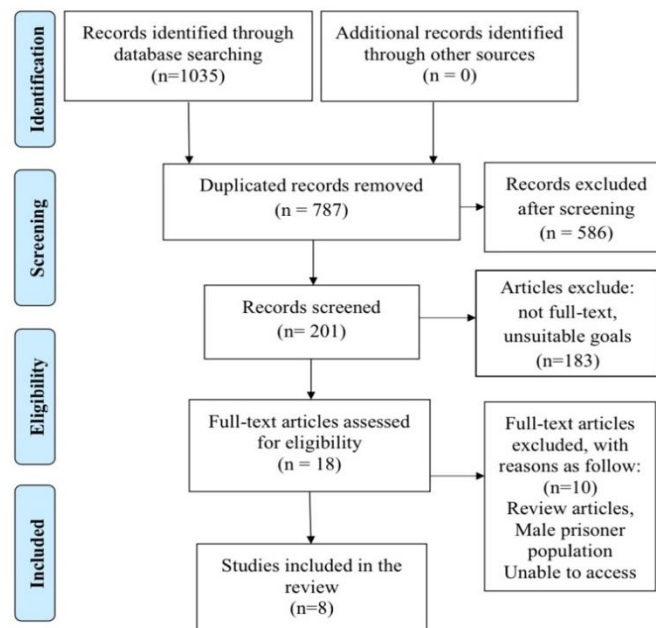 Identification
Records identified through
database searching
(n=1035)
Additional records identified
through other sources
(n = 0)
Screening
Duplicated records removed
(n = 787)
Records excluded
after screening
(n = 586)
Records screened
(n= 201)
Articles exclude:
not full-text,
unsuitable goals
(n=183)
Eligibility
Full-text articles assessed
for eligibility
(n = 18)
Full-text articles
excluded, with
reasons as follow:
(n=10)
Review articles,
Male prisoner
population
Unable to access
Included
Studies included in the
review
(n=8)